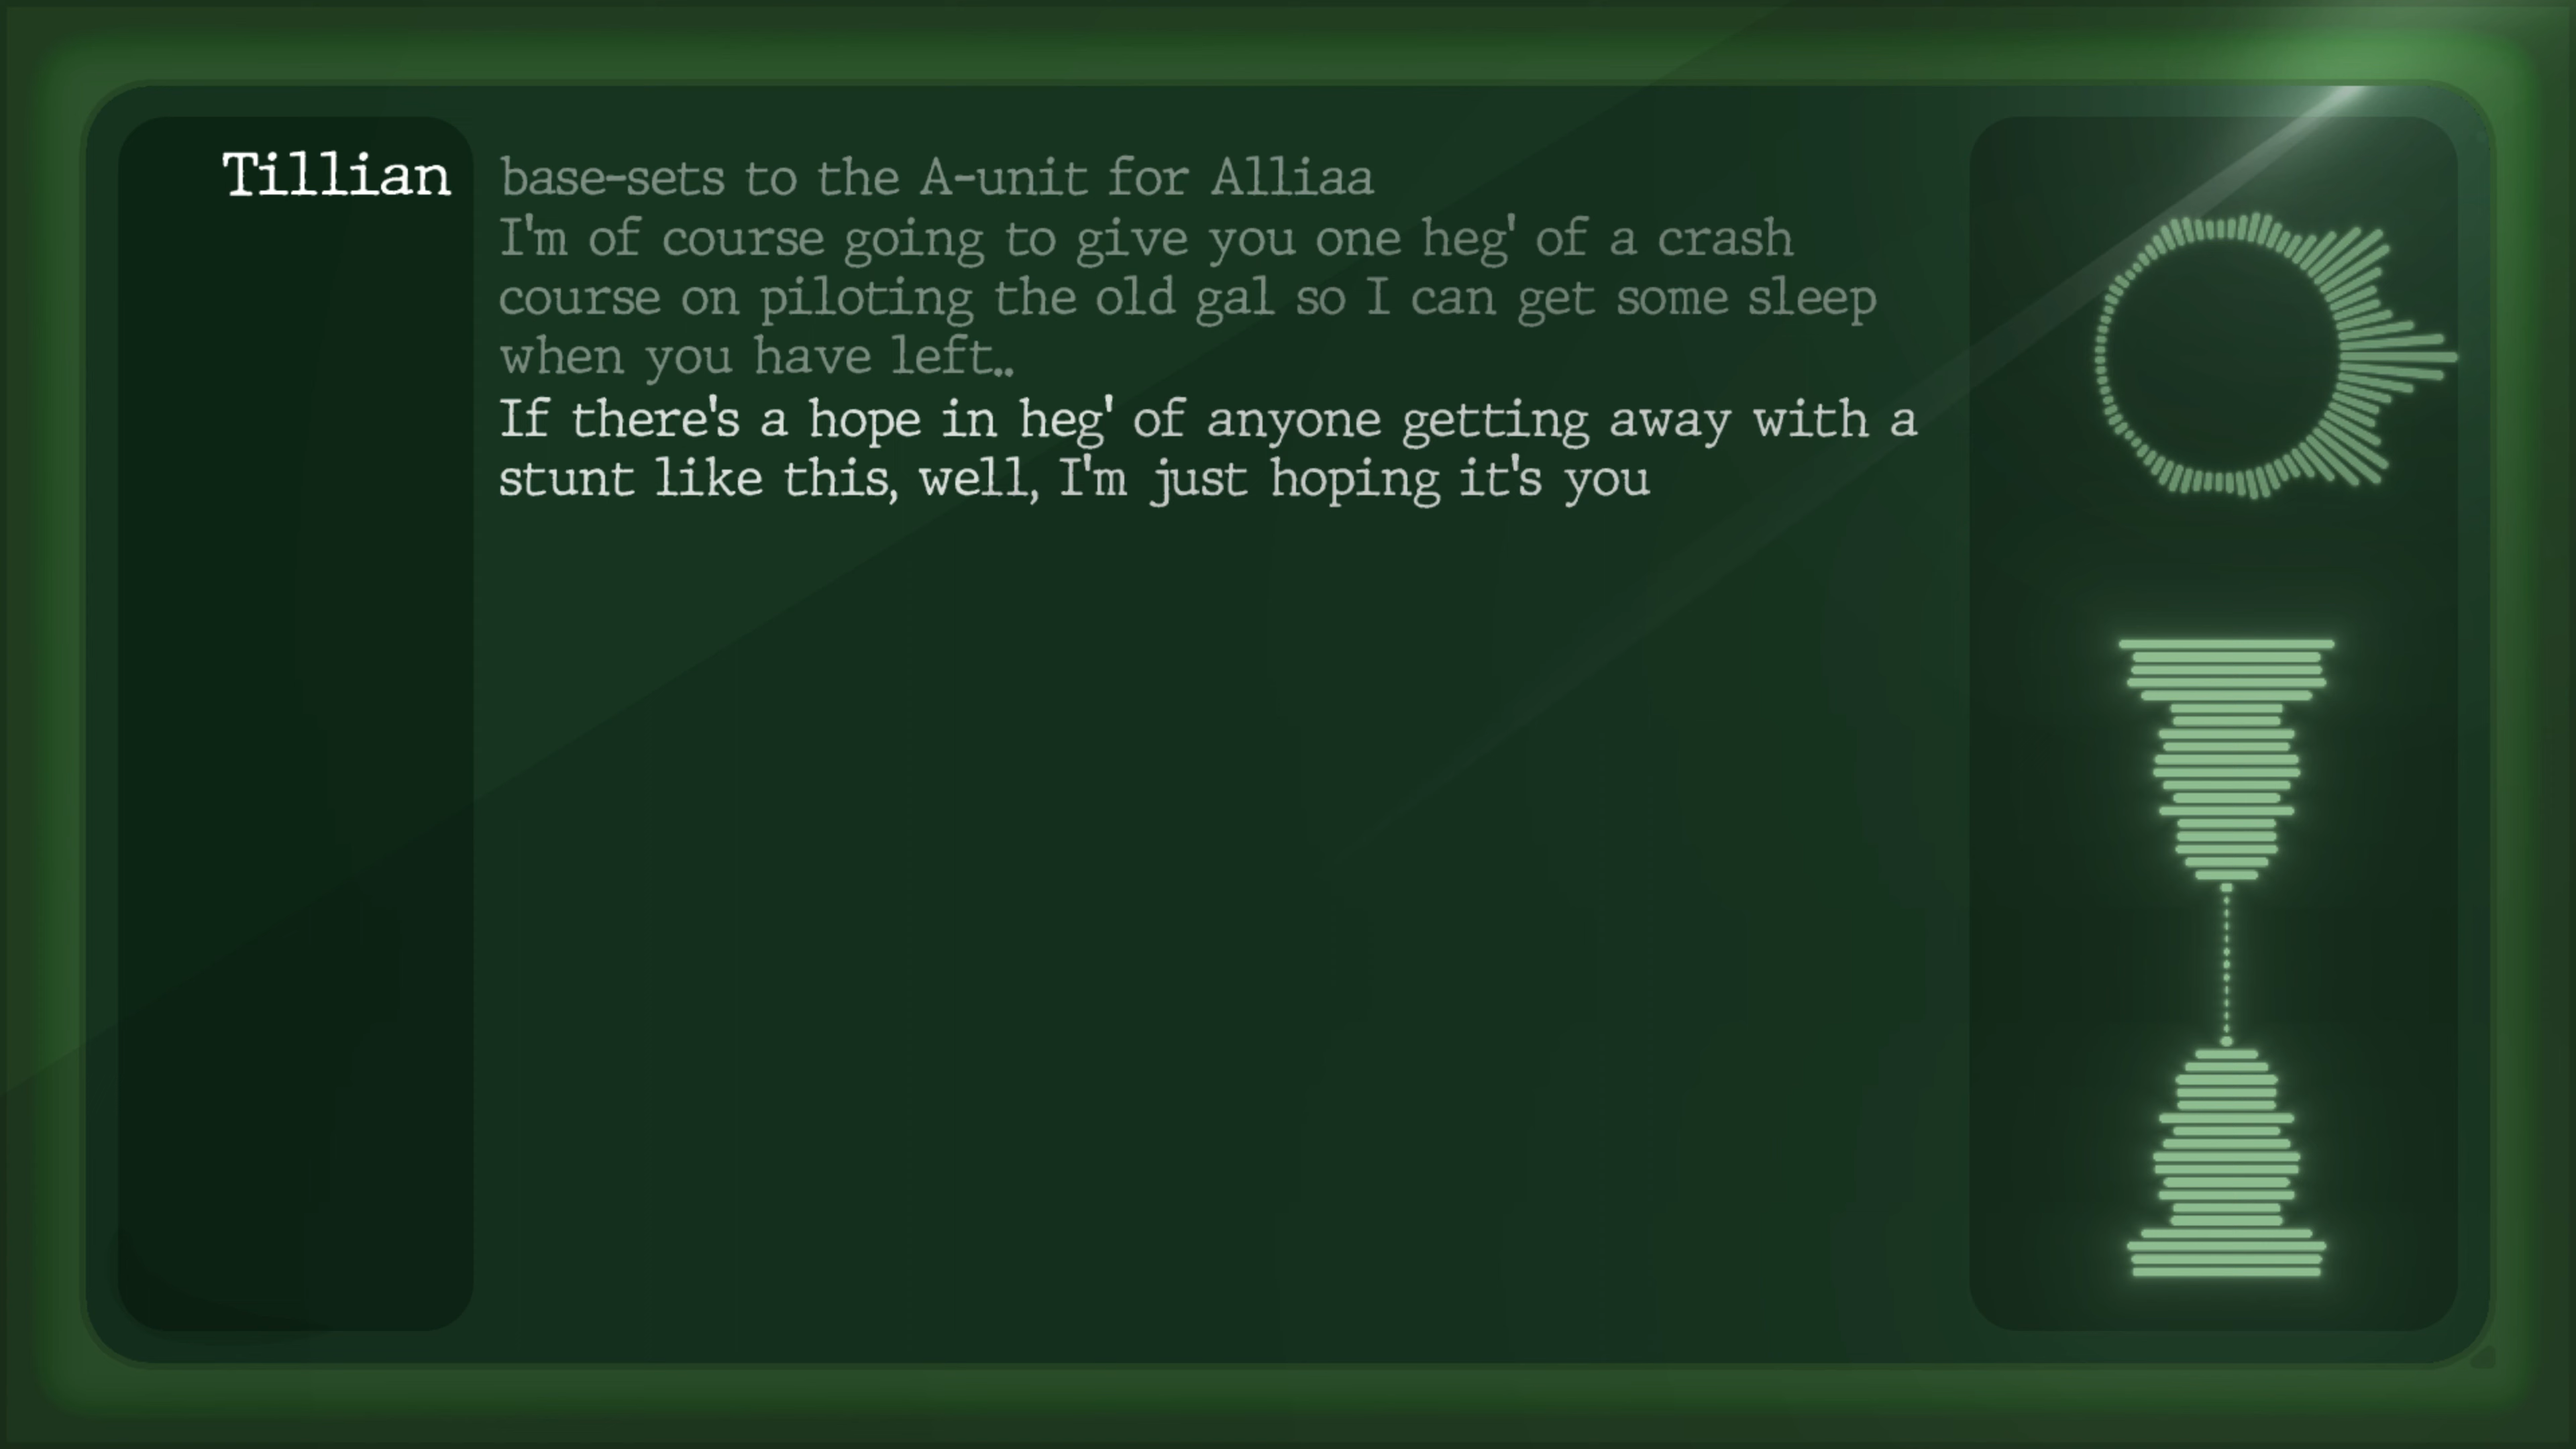 Tillian
base-sets to the A-unit for Alliaa
I'm of course going to give you one heg' of a crash
course on piloting the old gal so I can get some sleep
when you have left..
If there's a hope in heg' of anyone getting away with a
stunt like this, well, I'm just hoping it's you